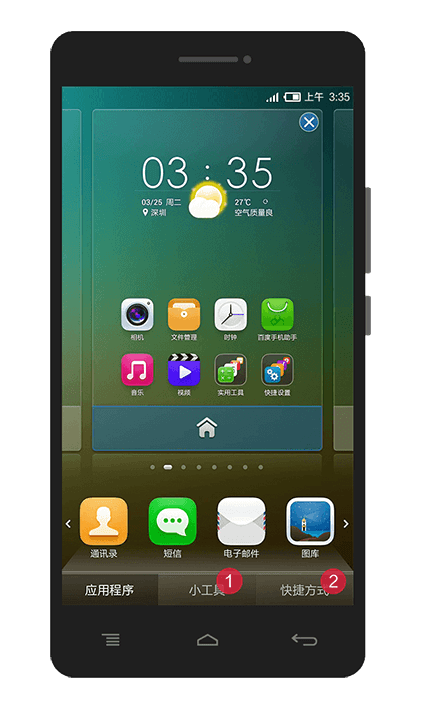 上午 3:35
03:35
03/25 周二 27℃
深圳 空气质量良
相机 文件管理 时钟 百度手机助手
音乐 视频 实用工具 快捷设置
通讯录 短信 电子邮件 图库
应用程序 小工具 1 快捷方式 2